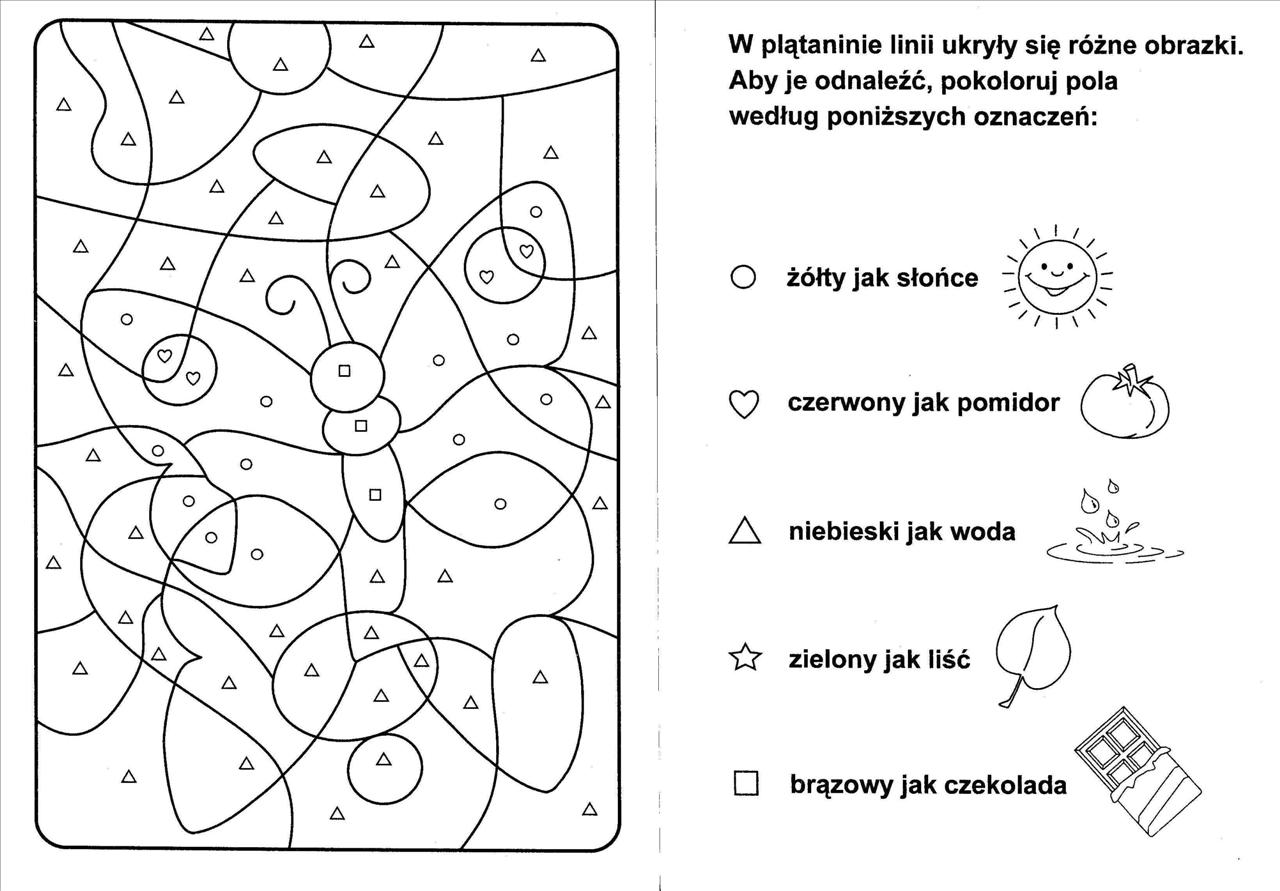 W plątaninie linii ukryły się różne obrazki.
Aby je odnaleźć, pokoloruj pola
według poniższych oznaczeń:
żółty jak słońce
czerwony jak pomidor
niebieski jak woda
zielony jak liść
brązowy jak czekolada